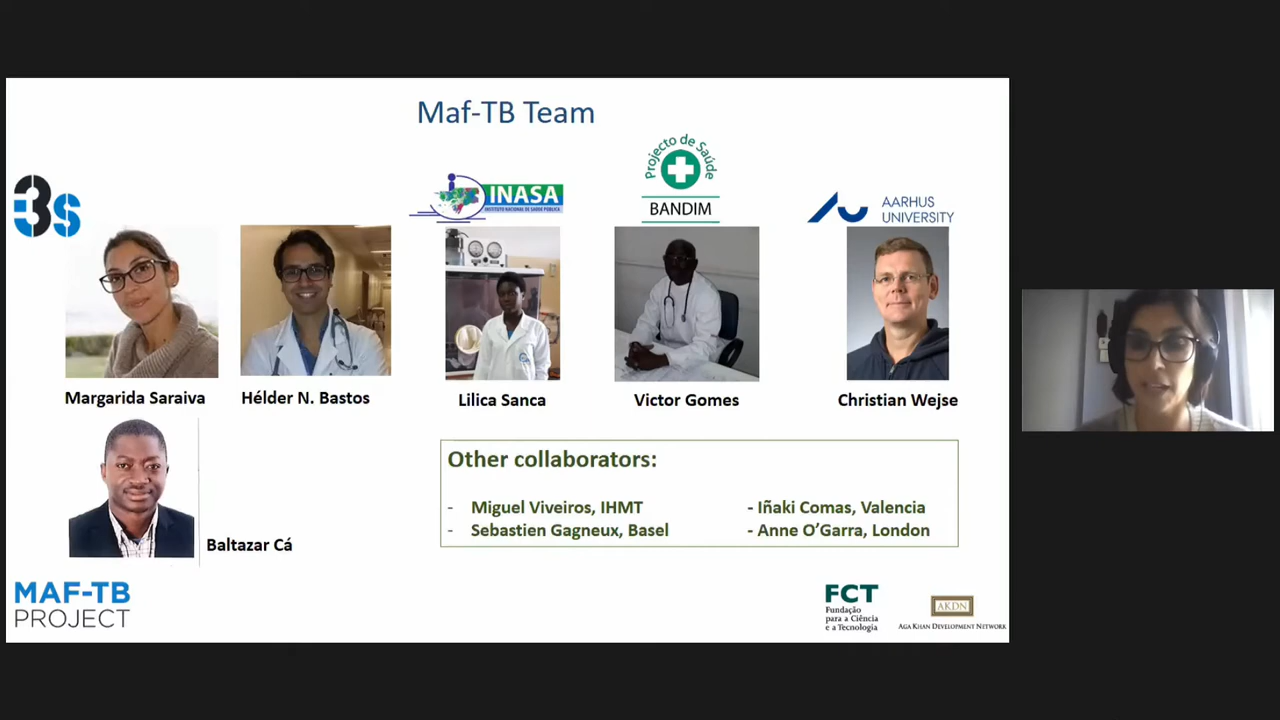 Maf-TB Team
3s
INASA
INSTITUTO NACIONAL DE SAÚDE PÚBLICA
Projecto de Saúde
BANDIM
AARHUS
UNIVERSITY
Margarida Saraiva
Hélder N. Bastos
Lilica Sanca
Victor Gomes
Christian Wejse
Baltazar Cá
Other collaborators:
- Miguel Viveiros, IHMT
- Iñaki Comas, Valencia
- Sebastien Gagneux, Basel
- Anne O’Garra, London
MAF-TB
PROJECT
FCT
Fundação
para a Ciência
e a Tecnologia
AKDN
AGA KHAN DEVELOPMENT NETWORK